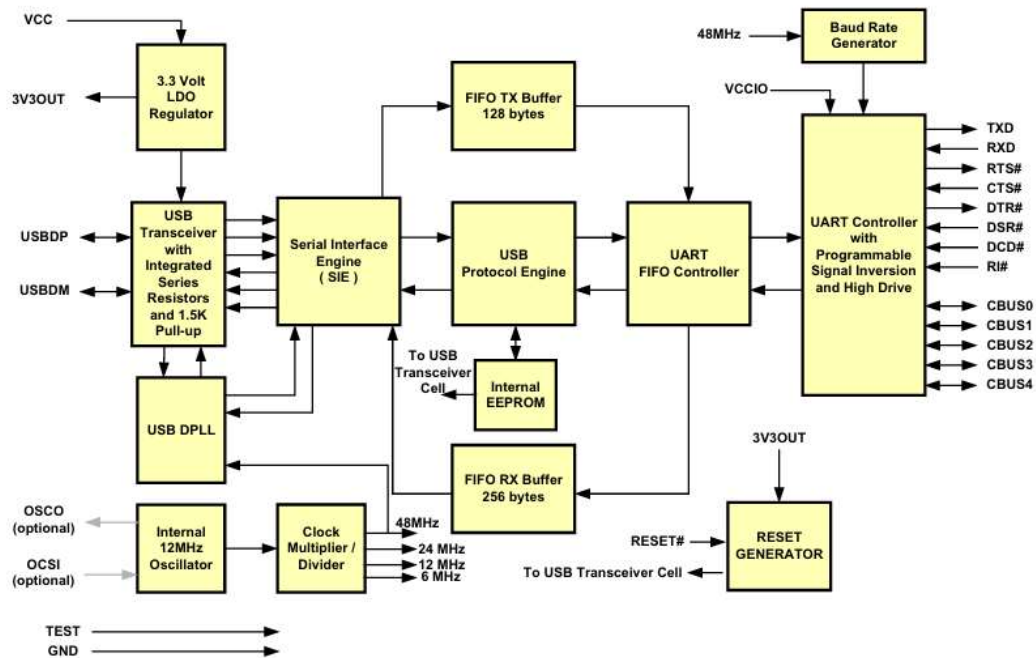 VCC
48MHz
Baud Rate
Generator
3V3OUT
3.3 Volt
LDO
Regulator
FIFO TX Buffer
128 bytes
VCCIO
TXD
RXD
RTS#
CTS#
DTR#
DSR#
DCD#
RI#
CBUS0
CBUS1
CBUS2
CBUS3
CBUS4
USBDP
USBDM
USB
Transceiver
with
Integrated
Series
Resistors
and 1.5K
Pull-up
Serial Interface
Engine
( SIE )
USB
Protocol Engine
UART
FIFO Controller
UART Controller
with
Programmable
Signal Inversion
and High Drive
To USB
Transceiver
Cell
Internal
EEPROM
USB DPLL
3V3OUT
FIFO RX Buffer
256 bytes
OSCO
(optional)
OCSI
(optional)
Internal
12MHz
Oscillator
Clock
Multiplier /
Divider
48MHz
24 MHz
12 MHz
6 MHz
RESET#
To USB Transceiver Cell
RESET
GENERATOR
TEST
GND